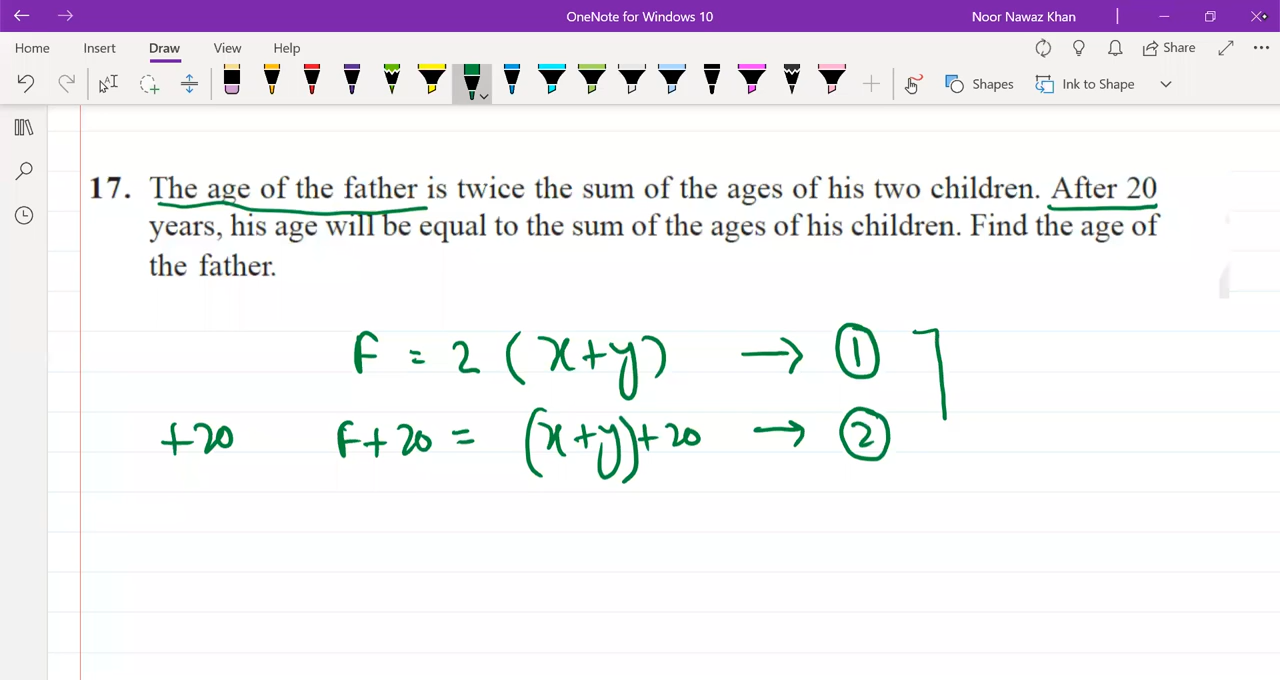 OneNote for Windows 10
Noor Nawaz Khan
Home Insert Draw View Help
Share
Shapes
Ink to Shape
17. The age of the father is twice the sum of the ages of his two children. After 20
years, his age will be equal to the sum of the ages of his children. Find the age of
the father.
F = 2 (x+y) → ①
+20 F+20 = (x+y)+20 → ②